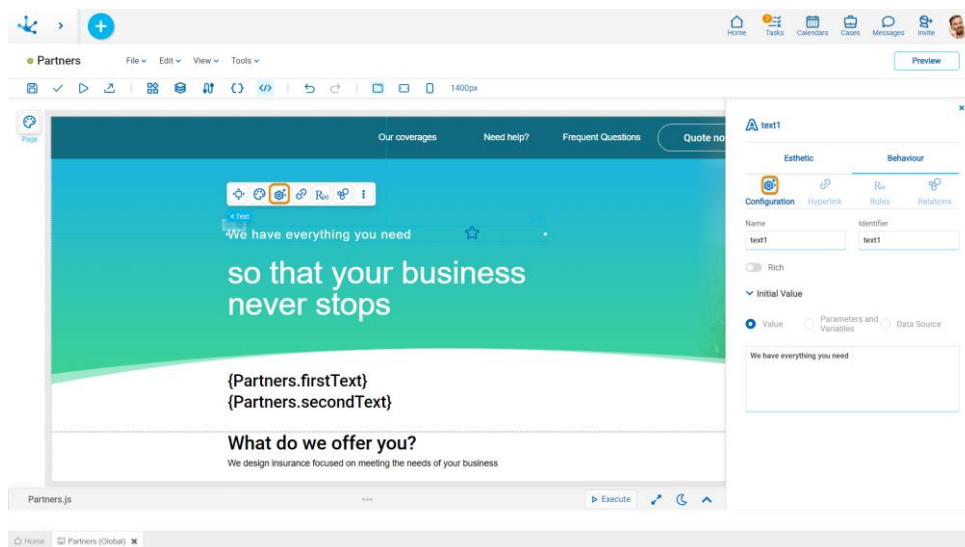 Home Tasks Calendars Cases Messages Invite
Partners File Edit View Tools Preview
1400px
Page
Our coverages Need help? Frequent Questions Quote no
< Text
We have everything you need
so that your business
never stops
{Partners.firstText}
{Partners.secondText}
What do we offer you?
We design insurance focused on meeting the needs of your business
text1
Esthetic Behaviour
Configuration Hyperlink Rules Relations
Name Identifier
text1 text1
Rich
Initial Value
Value Parameters and Variables Data Source
We have everything you need
Partners.js Execute
Home Partners (Global)